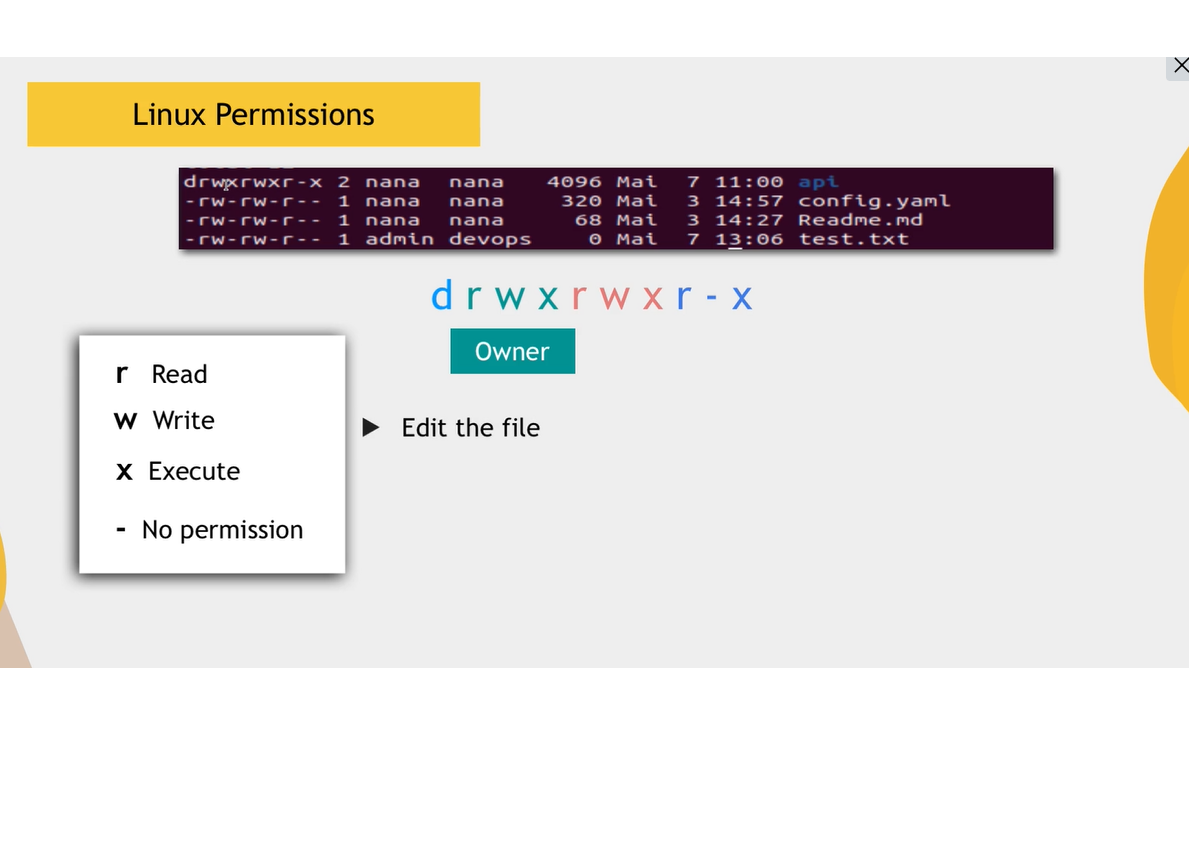 Linux Permissions
drwxrwxr-x 2 nana nana 4096 Mai 7 11:00 api
-rw-rw-r-- 1 nana nana 320 Mai 3 14:57 config.yaml
-rw-rw-r-- 1 nana nana 68 Mai 3 14:27 Readme.md
-rw-rw-r-- 1 admin devops 0 Mai 7 13:06 test.txt
d r w x r w x r - x
Owner
r Read
w Write
Edit the file
x Execute
- No permission